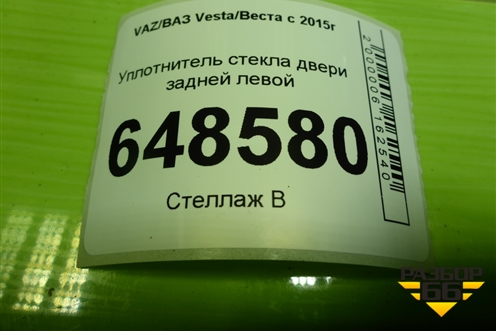 VAZ/ВАЗ Vesta/Веста с 2015г
Уплотнитель стекла двери
задней левой
648580
Стеллаж В
2000006162540
РАЗБОР
66